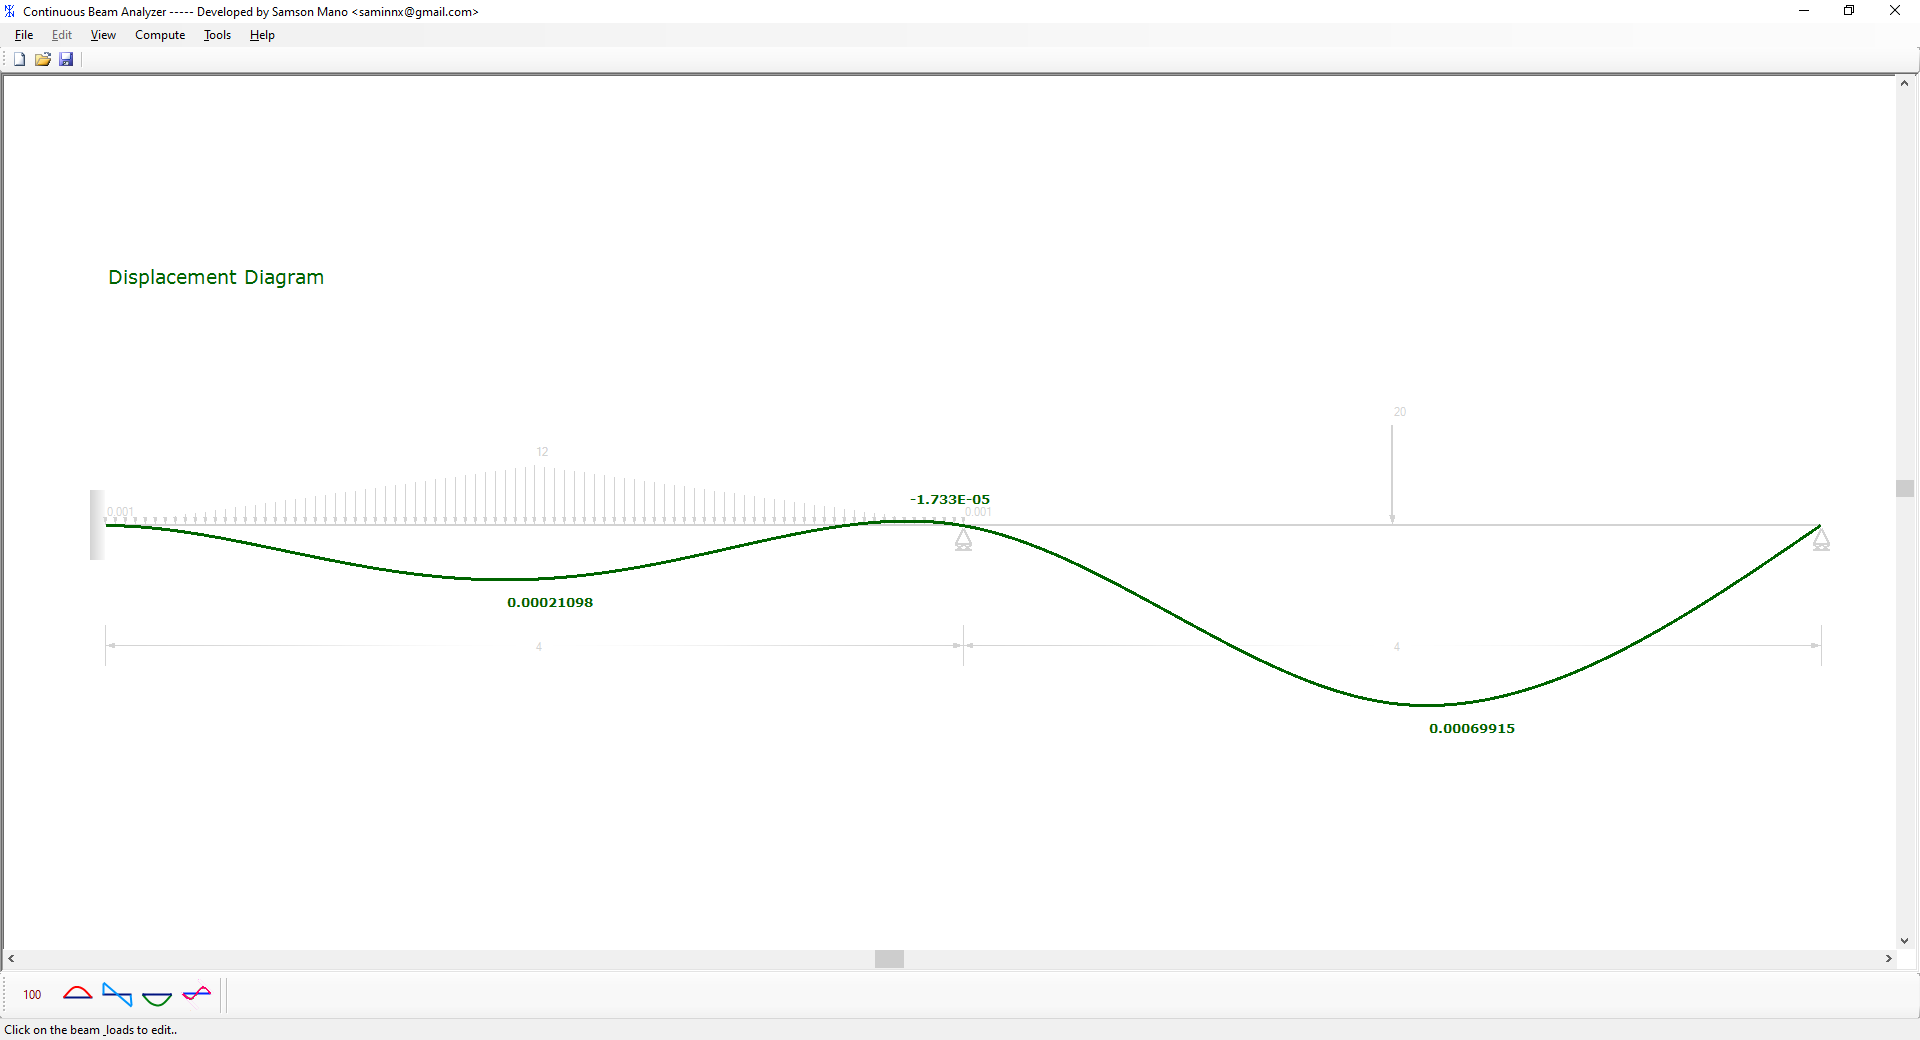 Continuous Beam Analyzer ----- Developed by Samson Mano <saminnx@gmail.com>
File Edit View Compute Tools Help
Displacement Diagram
20
12
-1.733E-05
0.001
0.001
0.00021098
4
4
0.00069915
100
Click on the beam _loads to edit..